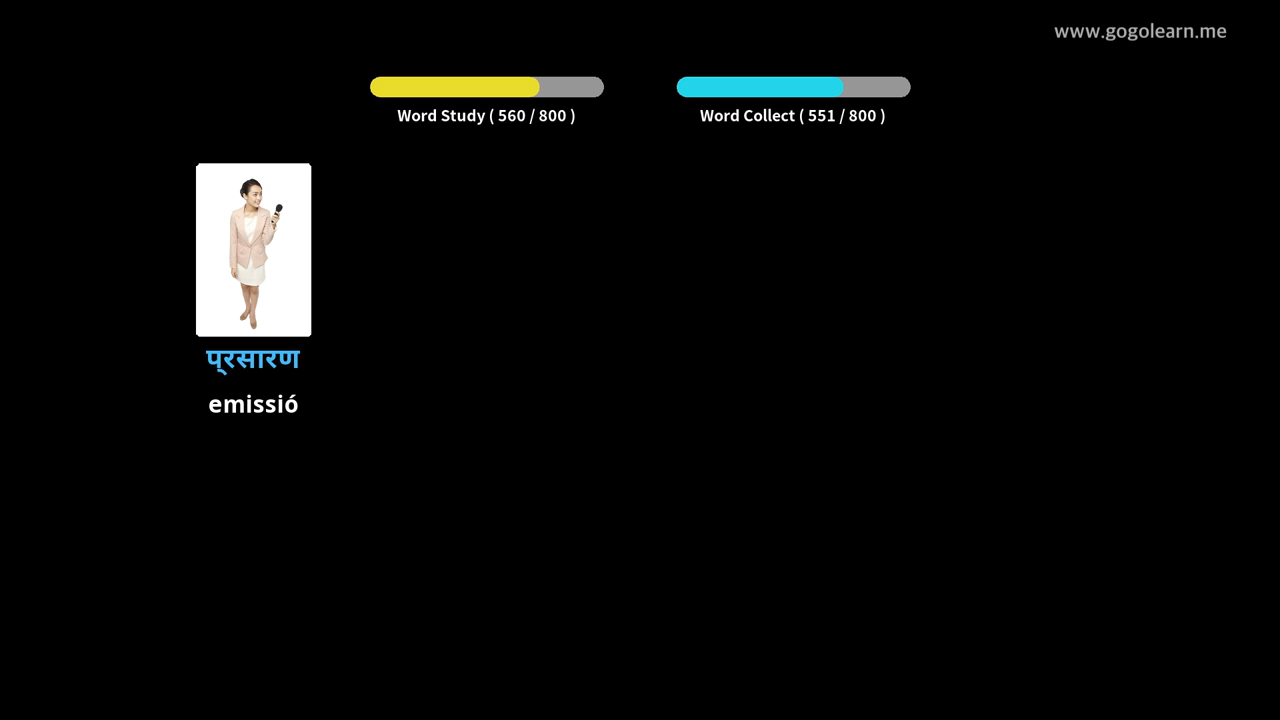 www.gogolearn.me
Word Study ( 560 / 800 )
Word Collect ( 551 / 800 )
प्रसारण
emissió